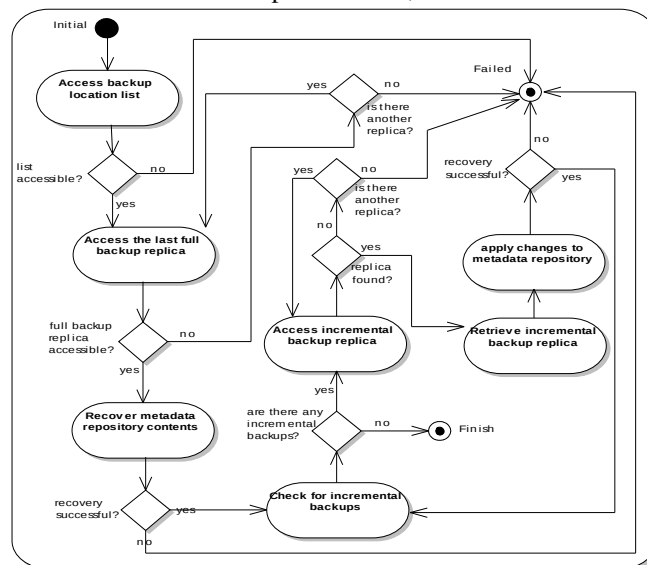 Initial
Access backup
location list
list
accessible?
no
yes
Access the last full
backup replica
full backup
replica
accessible?
no
yes
Recover metadata
repository contents
recovery
successful?
yes
no
yes
no
is there
another
replica?
Failed
yes
no
is there
another
replica?
no
yes
replica
found?
Access incremental
backup replica
yes
are there any
incremental
backups?
no
Finish
Check for incremental
backups
no
recovery
successful?
yes
apply changes to
metadata repository
Retrieve incremental
backup replica